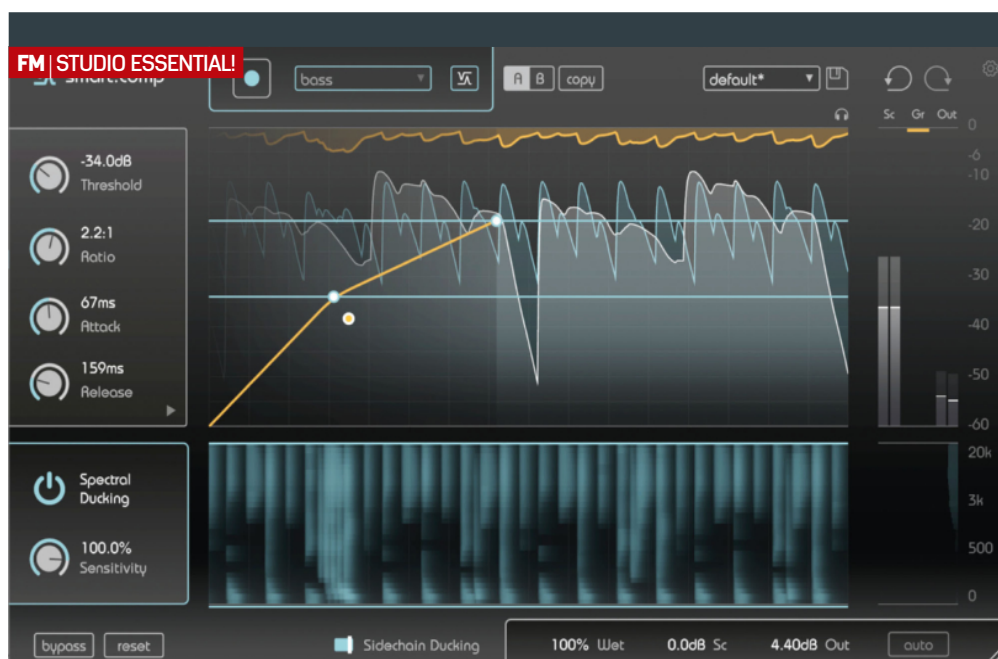 FM | STUDIO ESSENTIAL!
smart:comp
bass
A B copy
default*
Sc Gr Out
-34.0dB
Threshold
2.2:1
Ratio
67ms
Attack
159ms
Release
0
-6
-10
-20
-30
-40
-50
-60
Spectral
Ducking
100.0%
Sensitivity
20k
3k
500
0
bypass reset
Sidechain Ducking
100% Wet 0.0dB Sc 4.40dB Out auto